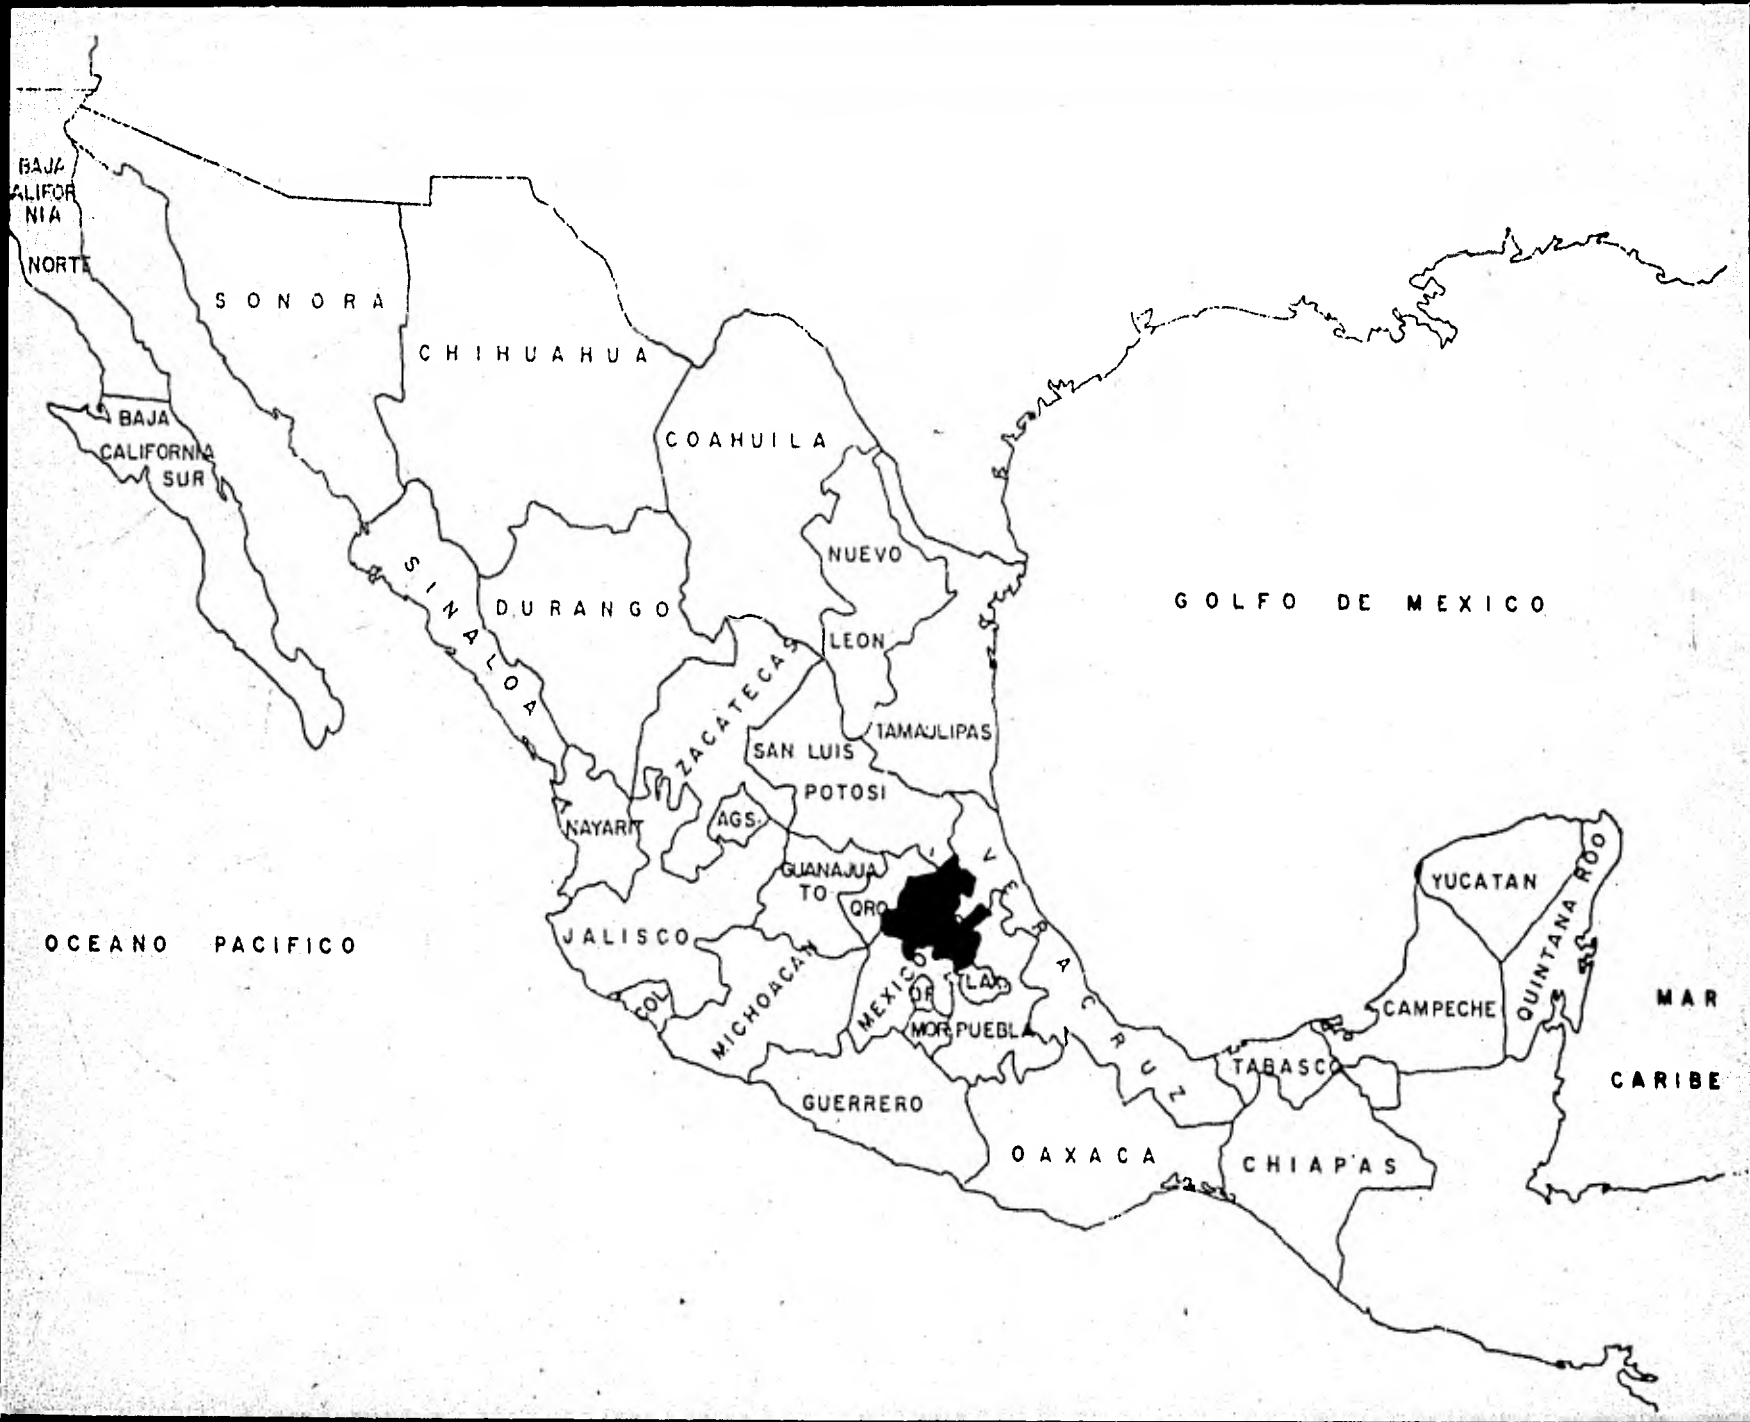 BAJA
ALIFOR
NIA
NORTE
SONORA
CHIHUAHUA
COAHUILA
BAJA
CALIFORNIA
SUR
NUEVO
LEON
SINALOA
DURANGO
GOLFO DE MEXICO
ZACATECAS
TAMAULIPAS
SAN LUIS
POTOSI
AGS.
NAYARIT
GUANAJUA
TO
QRO
VERACRUZ
YUCATAN
QUINTANA ROO
OCEANO PACIFICO
JALISCO
COL
MICHOACAN
MEXICO
DF
TLAX
MOR
PUEBLA
CAMPECHE
MAR
CARIBE
TABASCO
GUERRERO
OAXACA
CHIAPAS